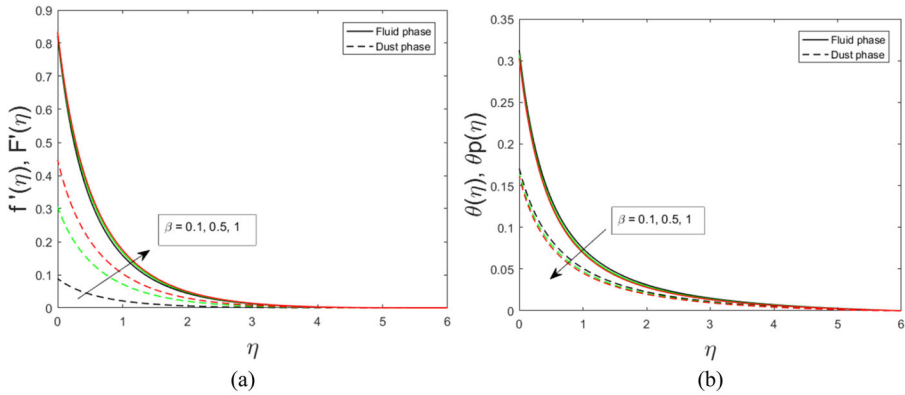 0.9
0.8
0.7
0.6
0.5
0.4
0.3
0.2
0.1
0
f '(η), F'(η)
Fluid phase
Dust phase
β = 0.1, 0.5, 1
0 1 2 3 4 5 6
η
(a)
0.35
0.3
0.25
0.2
0.15
0.1
0.05
0
θ(η), θp(η)
Fluid phase
Dust phase
β = 0.1, 0.5, 1
0 1 2 3 4 5 6
η
(b)